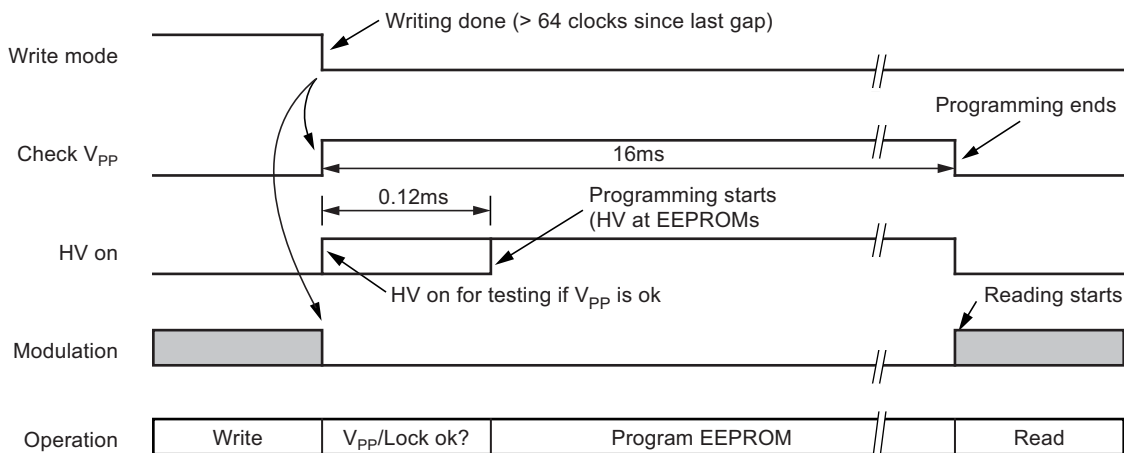 Writing done (> 64 clocks since last gap)
Write mode
Programming ends
Check VPP
16ms
0.12ms
Programming starts
(HV at EEPROMs
HV on
HV on for testing if VPP is ok
Reading starts
Modulation
Operation
Write
VPP/Lock ok?
Program EEPROM
Read